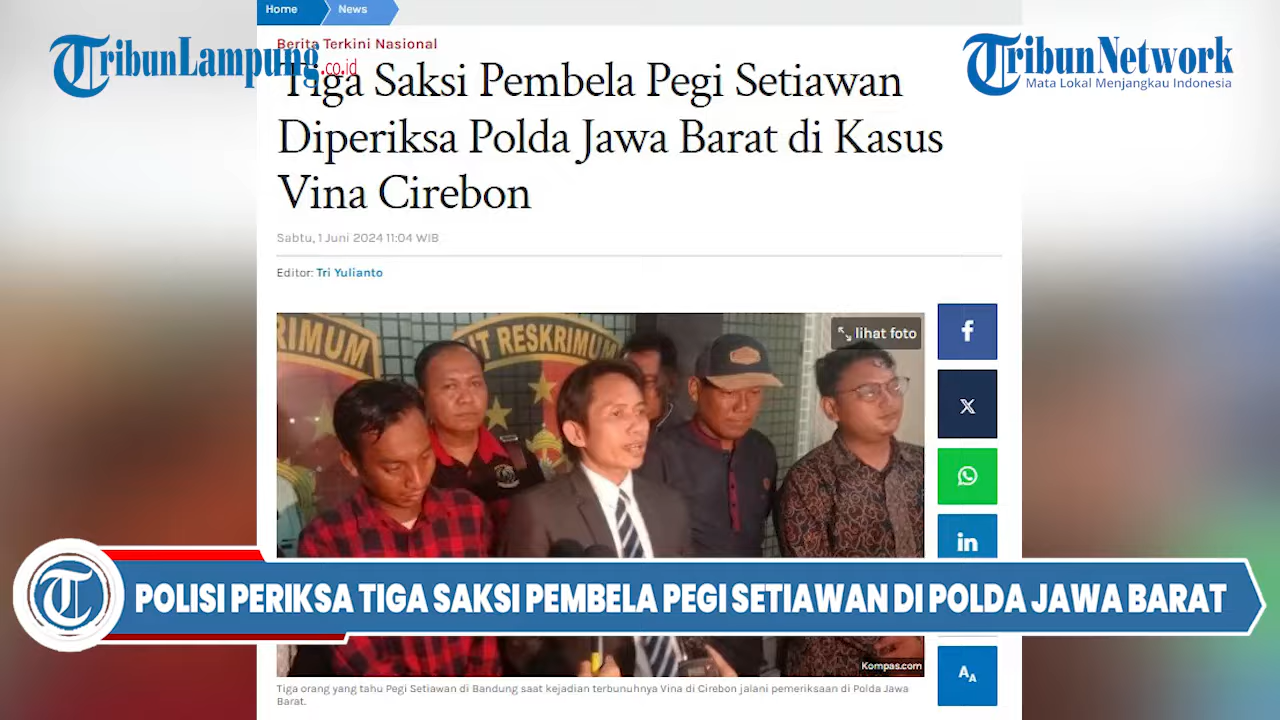 Home
News
Berita Terkini Nasional
TribunLampung.co.id
TribunNetwork
Mata Lokal Menjangkau Indonesia
Tiga Saksi Pembela Pegi Setiawan
Diperiksa Polda Jawa Barat di Kasus
Vina Cirebon
Sabtu, 1 Juni 2024 11:04 WIB
Editor: Tri Yulianto
RIMUM
IT RESKRIMUM
lihat foto
f
X
in
T
POLISI PERIKSA TIGA SAKSI PEMBELA PEGI SETIAWAN DI POLDA JAWA BARAT
Kompas.com
AA
Tiga orang yang tahu Pegi Setiawan di Bandung saat kejadian terbunuhnya Vina di Cirebon jalani pemeriksaan di Polda Jawa
Barat.